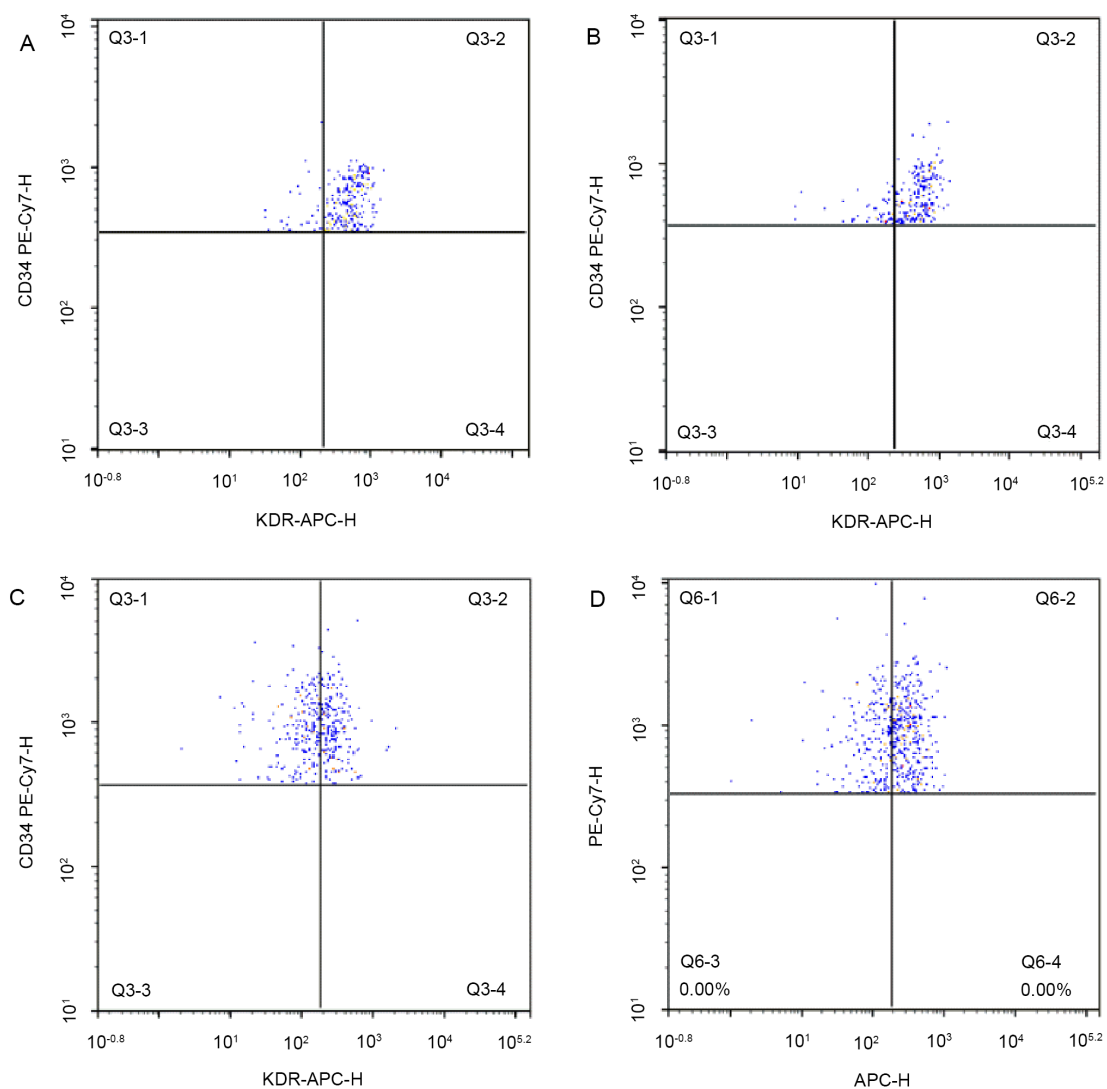 A
Q3-1
Q3-2
Q3-3
Q3-4
CD34 PE-Cy7-H
10⁴
10³
10²
10¹
10⁻⁰·⁸
10¹
10²
10³
10⁴
KDR-APC-H
B
Q3-1
Q3-2
Q3-3
Q3-4
CD34 PE-Cy7-H
10⁴
10³
10²
10¹
10⁻⁰·⁸
10¹
10²
10³
10⁴
10⁵·²
KDR-APC-H
C
Q3-1
Q3-2
Q3-3
Q3-4
CD34 PE-Cy7-H
10⁴
10³
10²
10¹
10⁻⁰·⁸
10¹
10²
10³
10⁴
10⁵·²
KDR-APC-H
D
Q6-1
Q6-2
Q6-3
0.00%
Q6-4
0.00%
PE-Cy7-H
10⁴
10³
10²
10¹
10⁻⁰·⁸
10¹
10²
10³
10⁴
10⁵·²
APC-H